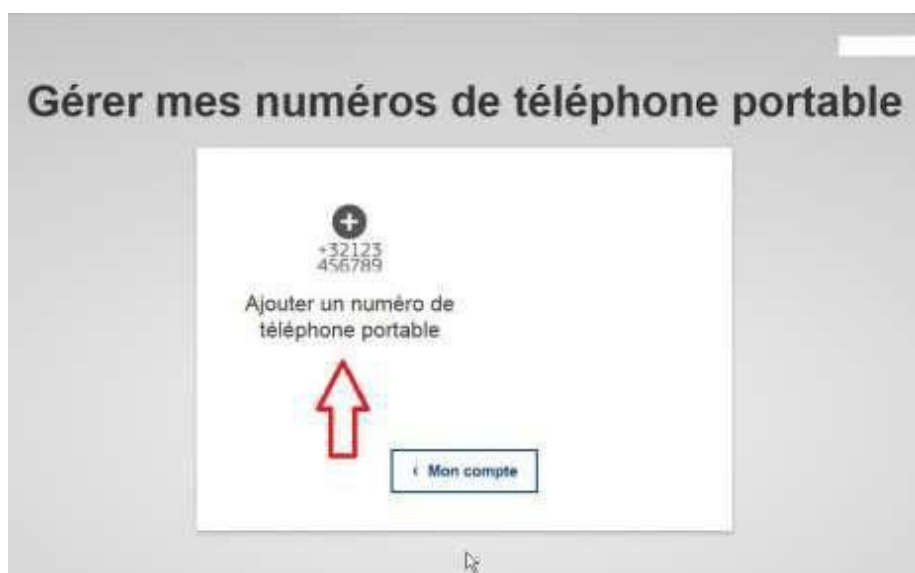 Gérer mes numéros de téléphone portable
+32123
456789
Ajouter un numéro de
téléphone portable
‹ Mon compte